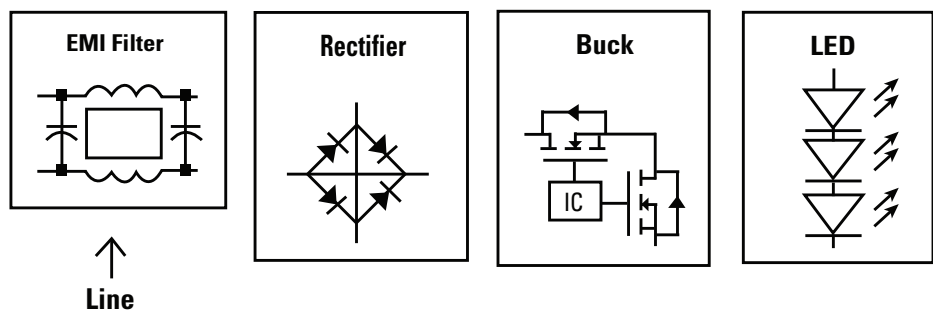 EMI Filter
Rectifier
Buck
LED
IC
Line